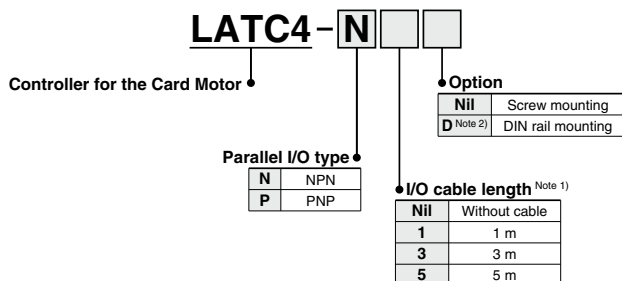 LATC4-N
Controller for the Card Motor
Option
Nil Screw mounting
D Note 2) DIN rail mounting
Parallel I/O type
N NPN
P PNP
I/O cable length Note 1)
Nil Without cable
1 1 m
3 3 m
5 5 m